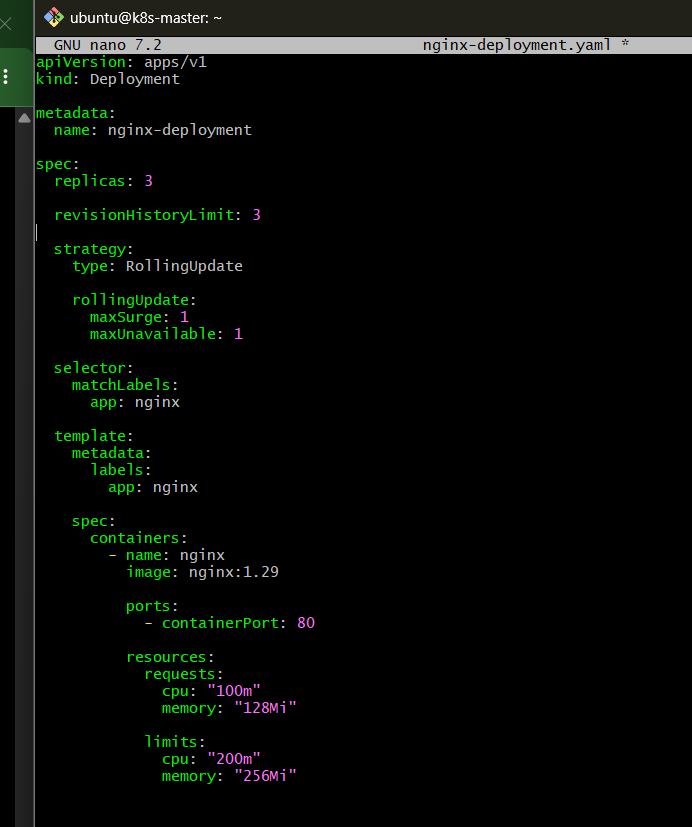 ubuntu@k8s-master: ~
GNU nano 7.2 nginx-deployment.yaml *
apiVersion: apps/v1
kind: Deployment
metadata:
  name: nginx-deployment
spec:
  replicas: 3
  revisionHistoryLimit: 3
  strategy:
    type: RollingUpdate
    rollingUpdate:
      maxSurge: 1
      maxUnavailable: 1
  selector:
    matchLabels:
      app: nginx
  template:
    metadata:
      labels:
        app: nginx
    spec:
      containers:
        - name: nginx
          image: nginx:1.29
          ports:
            - containerPort: 80
          resources:
            requests:
              cpu: "100m"
              memory: "128Mi"
            limits:
              cpu: "200m"
              memory: "256Mi"